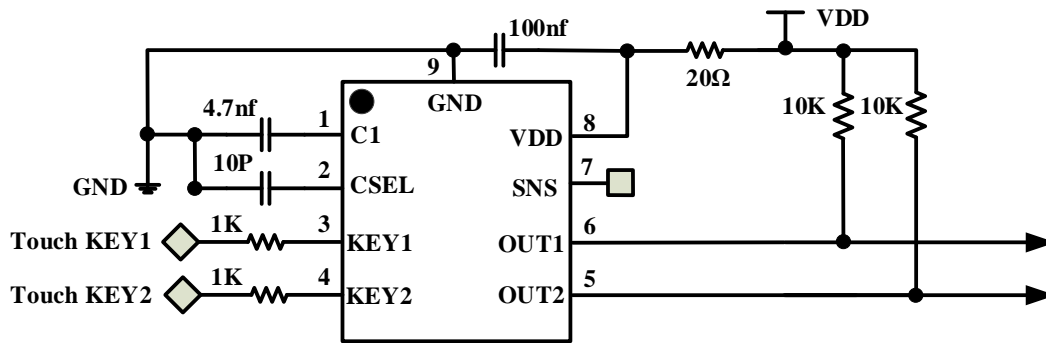 100nf
VDD
9
20Ω
GND
10K
10K
4.7nf
1
C1
VDD
8
10P
2
CSEL
7
SNS
GND
Touch KEY1
1K
3
KEY1
OUT1
6
Touch KEY2
1K
4
KEY2
OUT2
5